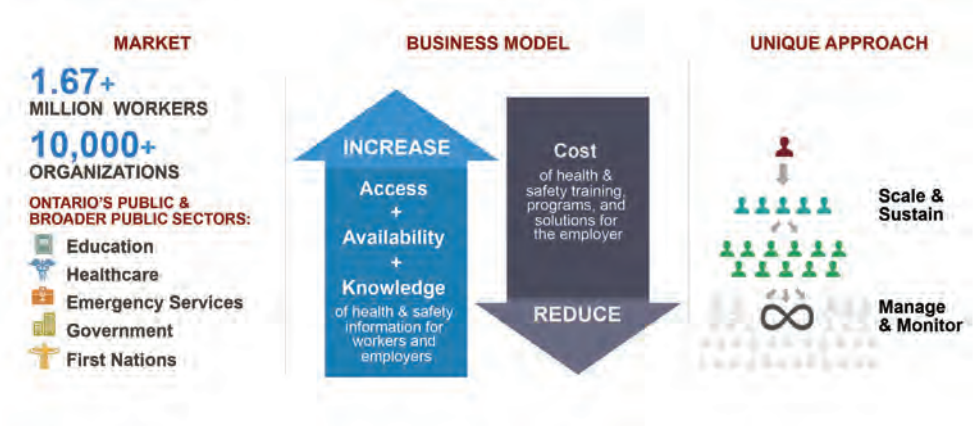 MARKET
1.67+
MILLION WORKERS
10,000+
ORGANIZATIONS
ONTARIO'S PUBLIC &
BROADER PUBLIC SECTORS:
Education
Healthcare
Emergency Services
Government
First Nations
BUSINESS MODEL
INCREASE
Access
+
Availability
+
Knowledge
of health & safety
information for
workers and
employers
Cost
of health &
safety training,
programs, and
solutions for
the employer
REDUCE
UNIQUE APPROACH
Scale &
Sustain
Manage
& Monitor